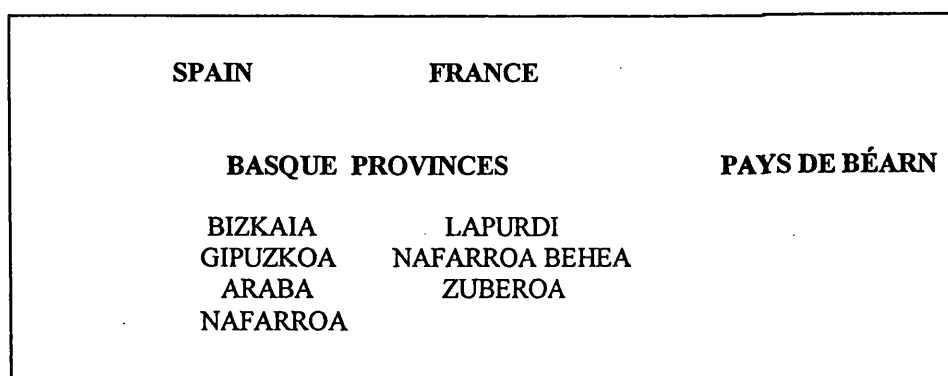 SPAIN FRANCE
BASQUE PROVINCES PAYS DE BÉARN
BIZKAIA LAPURDI
GIPUZKOA NAFARROA BEHEA
ARABA ZUBEROA
NAFARROA